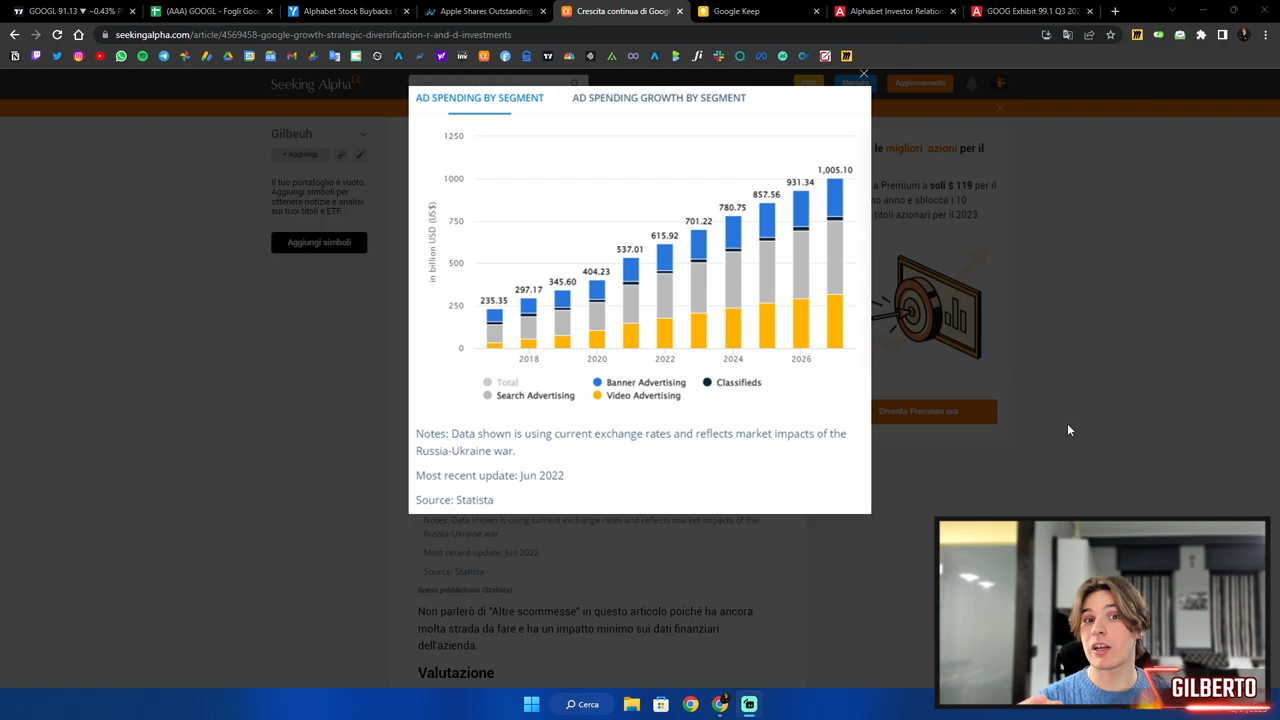 GOOGL 91.13 ▼ −0.43% P
(AAA) GOOGL - Fogli Goo
Alphabet Stock Buybacks (
Apple Shares Outstanding
Crescita continui di Googl
Google Keep
Alphabet Investor Relation
GOOG Exhibit 99.1 Q3 202
seekingalpha.com/article/4569458-google-growth-strategic-diversification-r-and-d-investments
Seeking Alpha α
Mercato
Aggiornamento
Gilbeuh
+ Aggiungi
Il tuo portafoglio è vuoto.
Aggiungi simboli per
ottenere notizie e analisi
sui tuoi titoli e ETF.
Aggiungi simboli
AD SPENDING BY SEGMENT
AD SPENDING GROWTH BY SEGMENT
in billion USD (US$)
1250
1000
750
500
250
0
235.35
297.17
345.60
404.23
537.01
615.92
701.22
780.75
857.56
931.34
1,005.10
2018
2020
2022
2024
2026
Total
Banner Advertising
Classifieds
Search Advertising
Video Advertising
Notes: Data shown is using current exchange rates and reflects market impacts of the
Russia-Ukraine war.
Most recent update: Jun 2022
Source: Statista
le migliori azioni per il
a Premium a soli $ 119 per il
mo anno e sblocca i 10
titoli azionari per il 2023.
Diventa Premium ora
Notes: Data shown is using current exchange rates and reflects market impacts of the
Russia-Ukraine war.
Most recent update: Jun 2022
Source: Statista
Spesa pubblicitaria (Statista)
Non parlerò di "Altre scommesse" in questo articolo poiché ha ancora
molta strada da fare e ha un impatto minimo sui dati finanziari
dell'azienda.
Valutazione
GILBERTO
Cerca